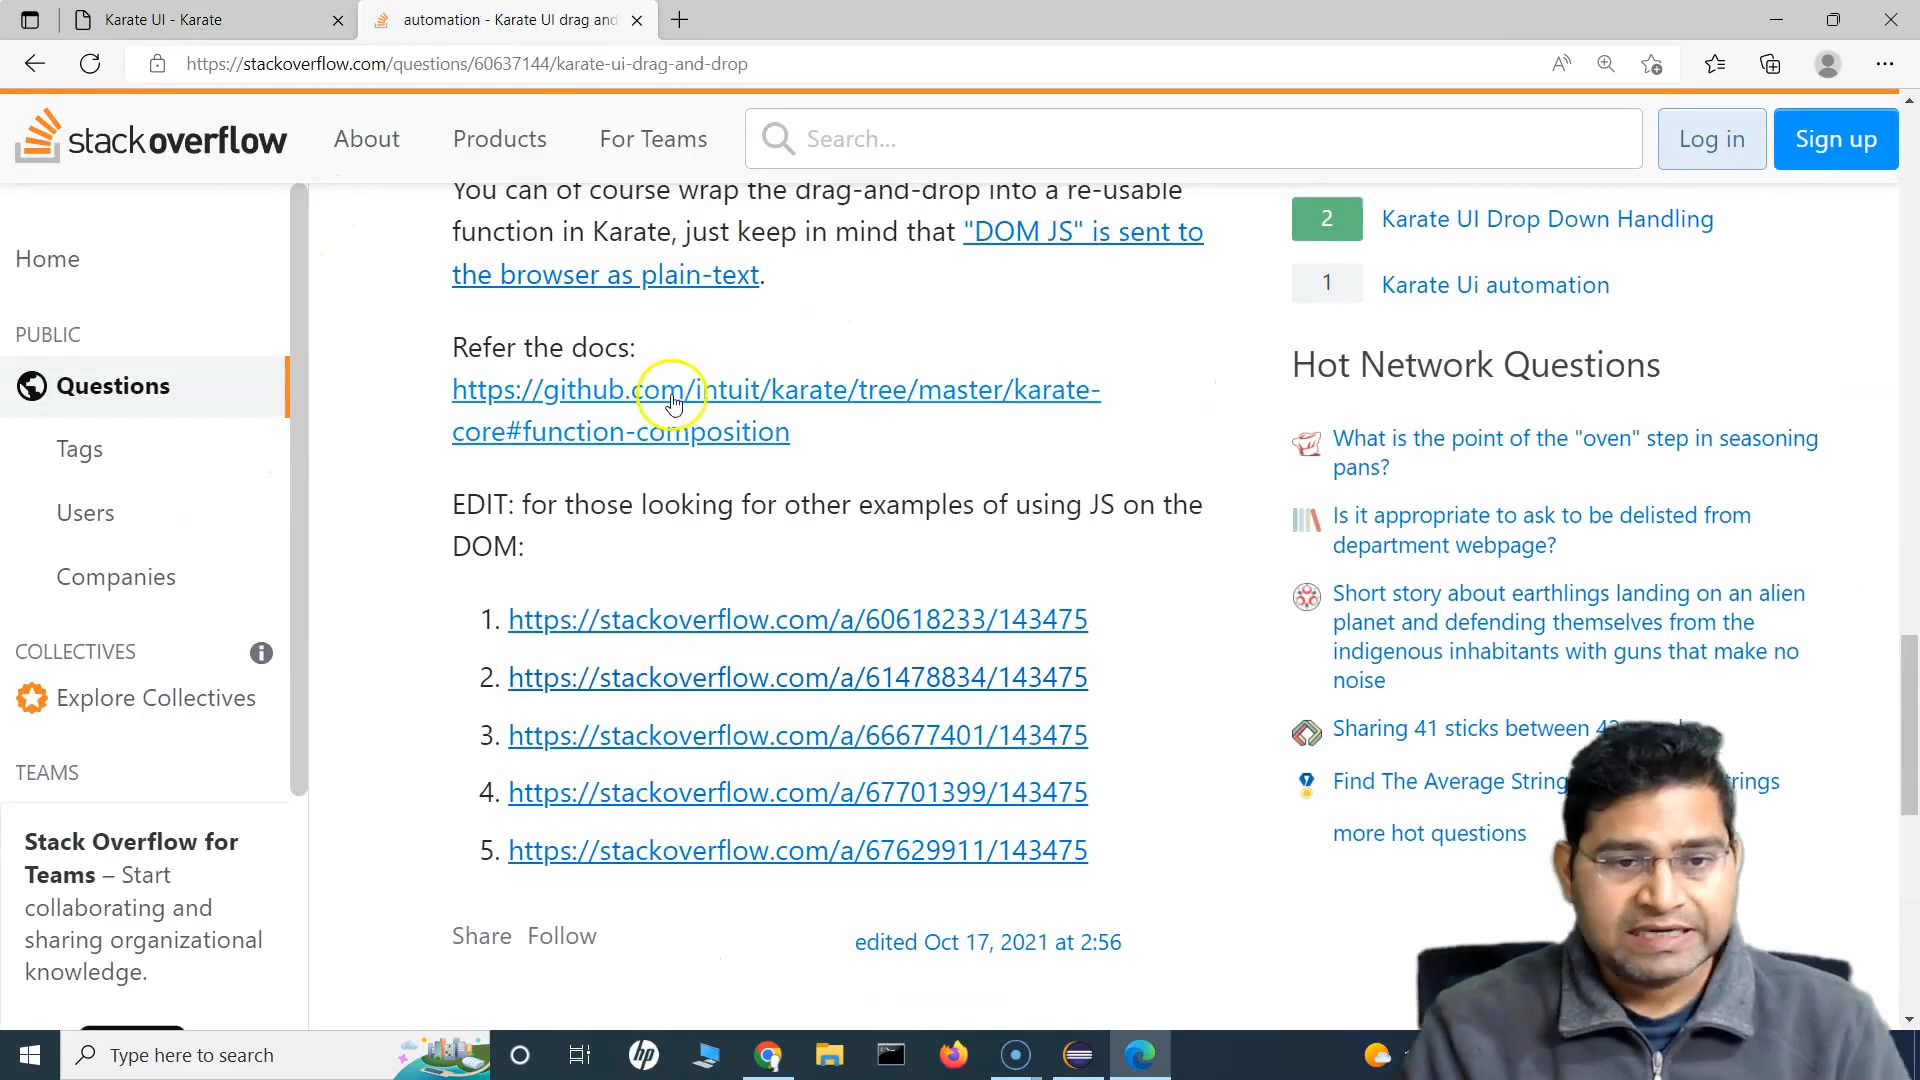 Karate UI - Karate
automation - Karate UI drag and
https://stackoverflow.com/questions/60637144/karate-ui-drag-and-drop
stackoverflow
About
Products
For Teams
Search...
Log in
Sign up
Home
PUBLIC
Questions
Tags
Users
Companies
COLLECTIVES
Explore Collectives
TEAMS
Stack Overflow for
Teams – Start
collaborating and
sharing organizational
knowledge.
You can of course wrap the drag-and-drop into a re-usable
function in Karate, just keep in mind that "DOM JS" is sent to
the browser as plain-text.
Refer the docs:
https://github.com/intuit/karate/tree/master/karate-
core#function-composition
EDIT: for those looking for other examples of using JS on the
DOM:
1. https://stackoverflow.com/a/60618233/143475
2. https://stackoverflow.com/a/61478834/143475
3. https://stackoverflow.com/a/66677401/143475
4. https://stackoverflow.com/a/67701399/143475
5. https://stackoverflow.com/a/67629911/143475
Share Follow
edited Oct 17, 2021 at 2:56
2 Karate UI Drop Down Handling
1 Karate Ui automation
Hot Network Questions
What is the point of the "oven" step in seasoning
pans?
Is it appropriate to ask to be delisted from
department webpage?
Short story about earthlings landing on an alien
planet and defending themselves from the
indigenous inhabitants with guns that make no
noise
Sharing 41 sticks between
Find The Average String
more hot questions
Type here to search
hp